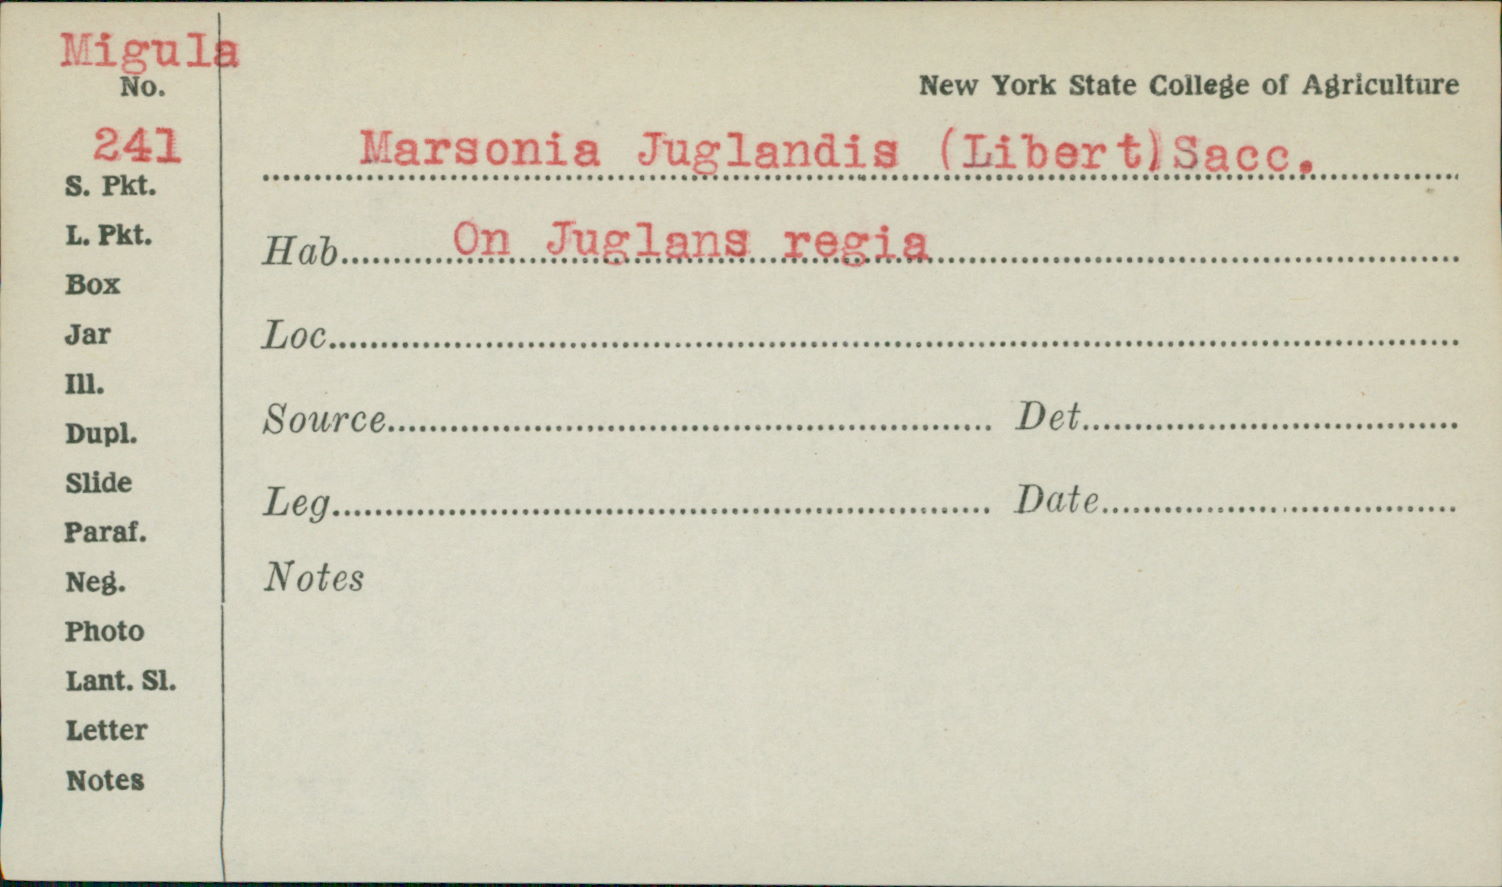 Migula
No.
New York State College of Agriculture
241
Marsonia Juglandis (Libert)Sacc.
S. Pkt.
L. Pkt.
Hab. On Juglans regia
Box
Jar
Loc.
Ill.
Dupl.
Source Det.
Slide
Leg. Date
Paraf.
Neg.
Notes
Photo
Lant. Sl.
Letter
Notes